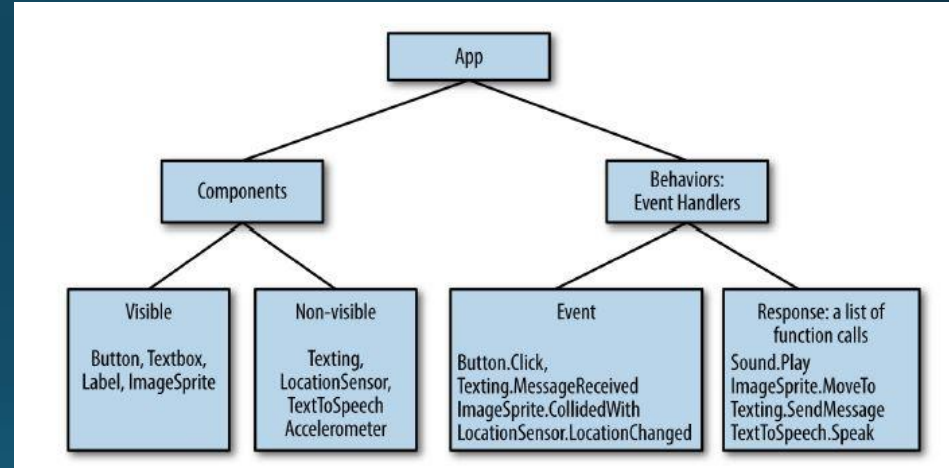 App
Components
Behaviors:
Event Handlers
Visible
Button, Textbox,
Label, ImageSprite
Non-visible
Texting,
LocationSensor,
TextToSpeech
Accelerometer
Event
Button.Click,
Texting.MessageReceived
ImageSprite.CollidedWith
LocationSensor.LocationChanged
Response: a list of
function calls
Sound.Play
ImageSprite.MoveTo
Texting.SendMessage
TextToSpeech.Speak